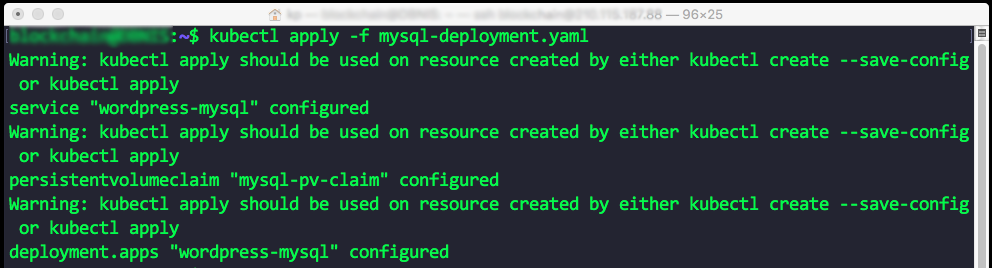 96×25
:~$ kubectl apply -f mysql-deployment.yaml
Warning: kubectl apply should be used on resource created by either kubectl create --save-config
or kubectl apply
service "wordpress-mysql" configured
Warning: kubectl apply should be used on resource created by either kubectl create --save-config
or kubectl apply
persistentvolumeclaim "mysql-pv-claim" configured
Warning: kubectl apply should be used on resource created by either kubectl create --save-config
or kubectl apply
deployment.apps "wordpress-mysql" configured